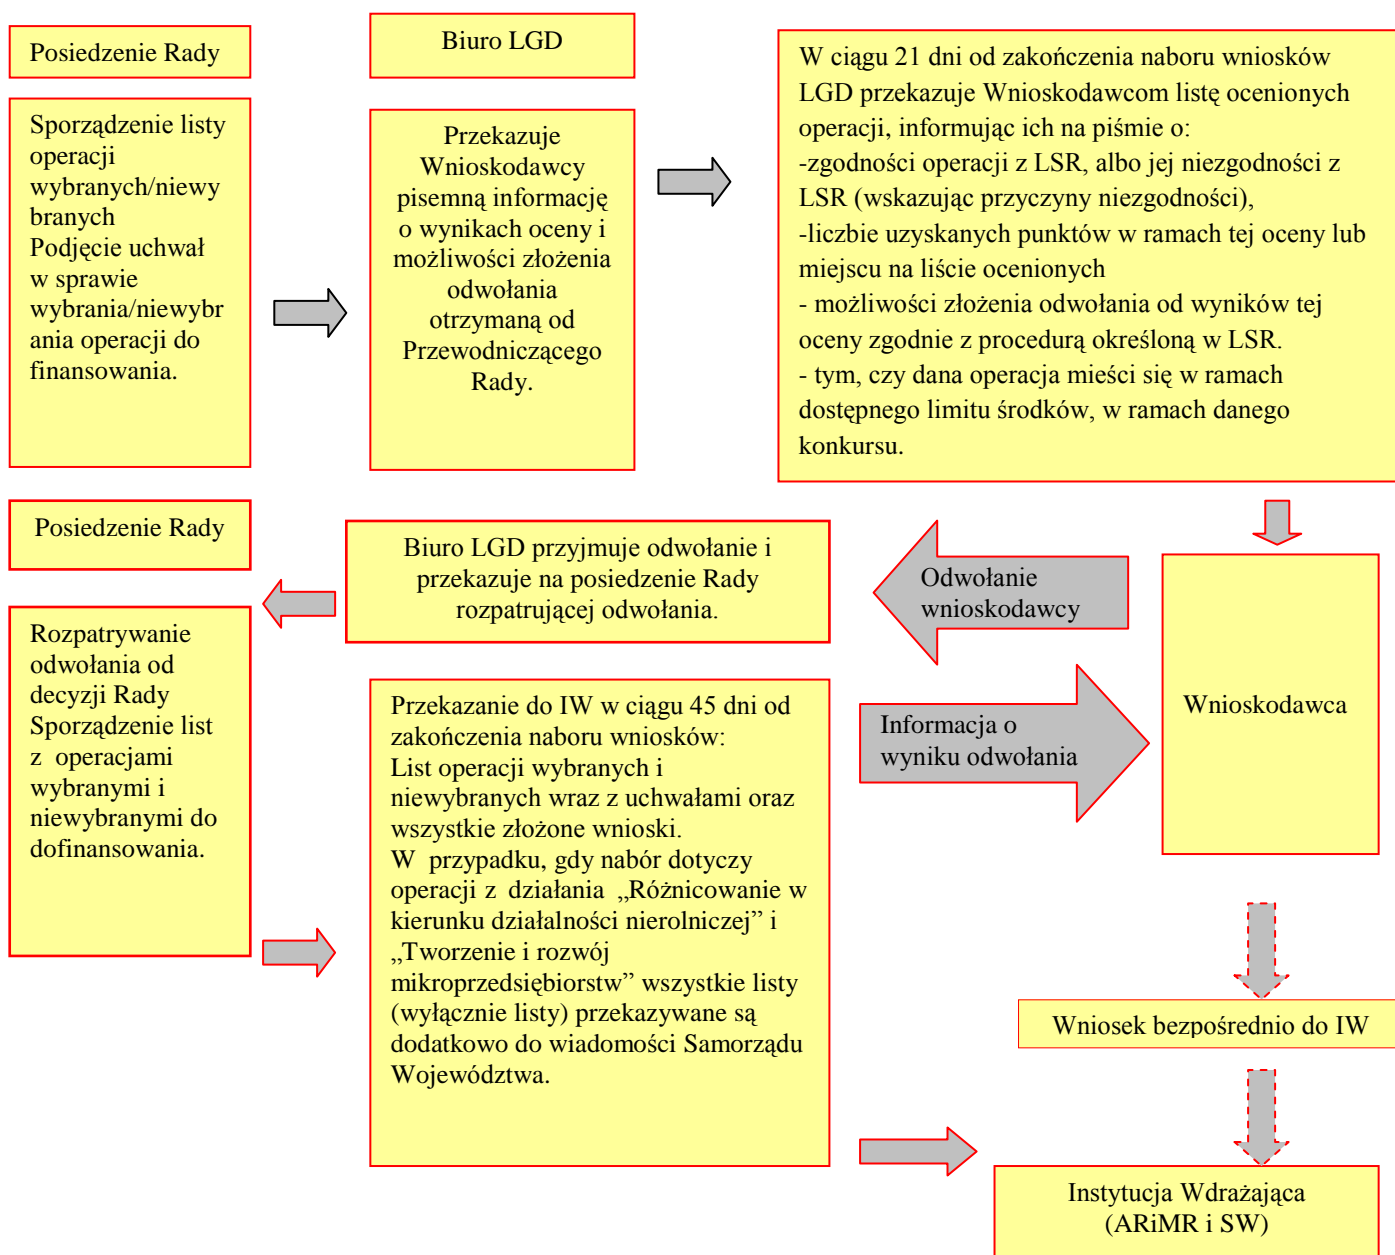 Posiedzenie Rady
Sporządzenie listy
operacji
wybranych/niewy
branych
Podjęcie uchwał
w sprawie
wybrania/niewybr
ania operacji do
finansowania.
Biuro LGD
Przekazuje
Wnioskodawcy
pisemną informację
o wynikach oceny i
możliwości złożenia
odwołania
otrzymaną od
Przewodniczącego
Rady.
W ciągu 21 dni od zakończenia naboru wniosków
LGD przekazuje Wnioskodawcom listę ocenionych
operacji, informując ich na piśmie o:
-zgodności operacji z LSR, albo jej niezgodności z
LSR (wskazując przyczyny niezgodności),
-liczbie uzyskanych punktów w ramach tej oceny lub
miejscu na liście ocenionych
- możliwości złożenia odwołania od wyników tej
oceny zgodnie z procedurą określoną w LSR.
- tym, czy dana operacja mieści się w ramach
dostępnego limitu środków, w ramach danego
konkursu.
Posiedzenie Rady
Biuro LGD przyjmuje odwołanie i
przekazuje na posiedzenie Rady
rozpatrującej odwołania.
Odwołanie
wnioskodawcy
Wnioskodawca
Rozpatrywanie
odwołania od
decyzji Rady
Sporządzenie list
z operacjami
wybranymi i
niewybranymi do
dofinansowania.
Przekazanie do IW w ciągu 45 dni od
zakończenia naboru wniosków:
List operacji wybranych i
niewybranych wraz z uchwałami oraz
wszystkie złożone wnioski.
W przypadku, gdy nabór dotyczy
operacji z działania „Różnicowanie w
kierunku działalności nierolniczej” i
„Tworzenie i rozwój
mikroprzedsiębiorstw” wszystkie listy
(wyłącznie listy) przekazywane są
dodatkowo do wiadomości Samorządu
Województwa.
Informacja o
wyniku odwołania
Wniosek bezpośrednio do IW
Instytucja Wdrażająca
(ARiMR i SW)